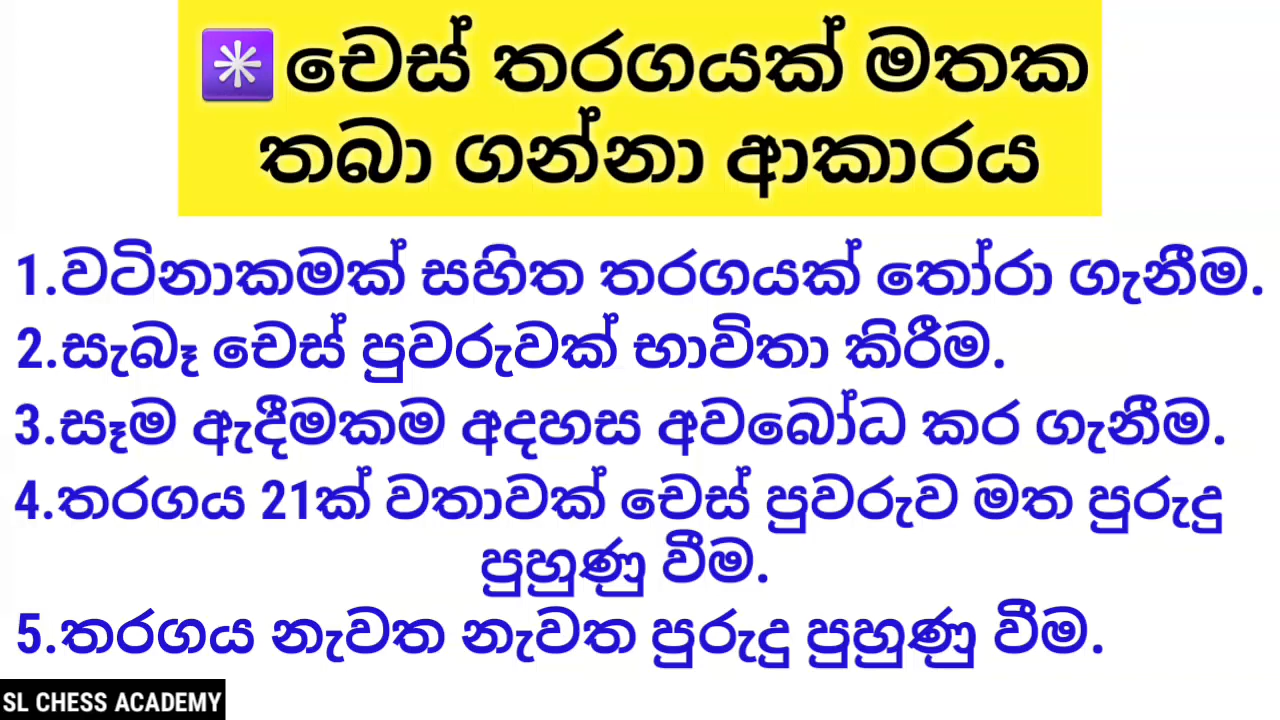 ✳️චෙස් තරගයක් මතක
තබා ගන්නා ආකාරය
1.වටිනාකමක් සහිත තරගයක් තෝරා ගැනීම.
2.සැබෑ චෙස් පුවරුවක් භාවිතා කිරීම.
3.සෑම ඇදීමකම අදහස අවබෝධ කර ගැනීම.
4.තරගය 21ක් වතාවක් චෙස් පුවරුව මත පුරුදු
පුහුණු වීම.
5.තරගය නැවත නැවත පුරුදු පුහුණු වීම.
SL CHESS ACADEMY